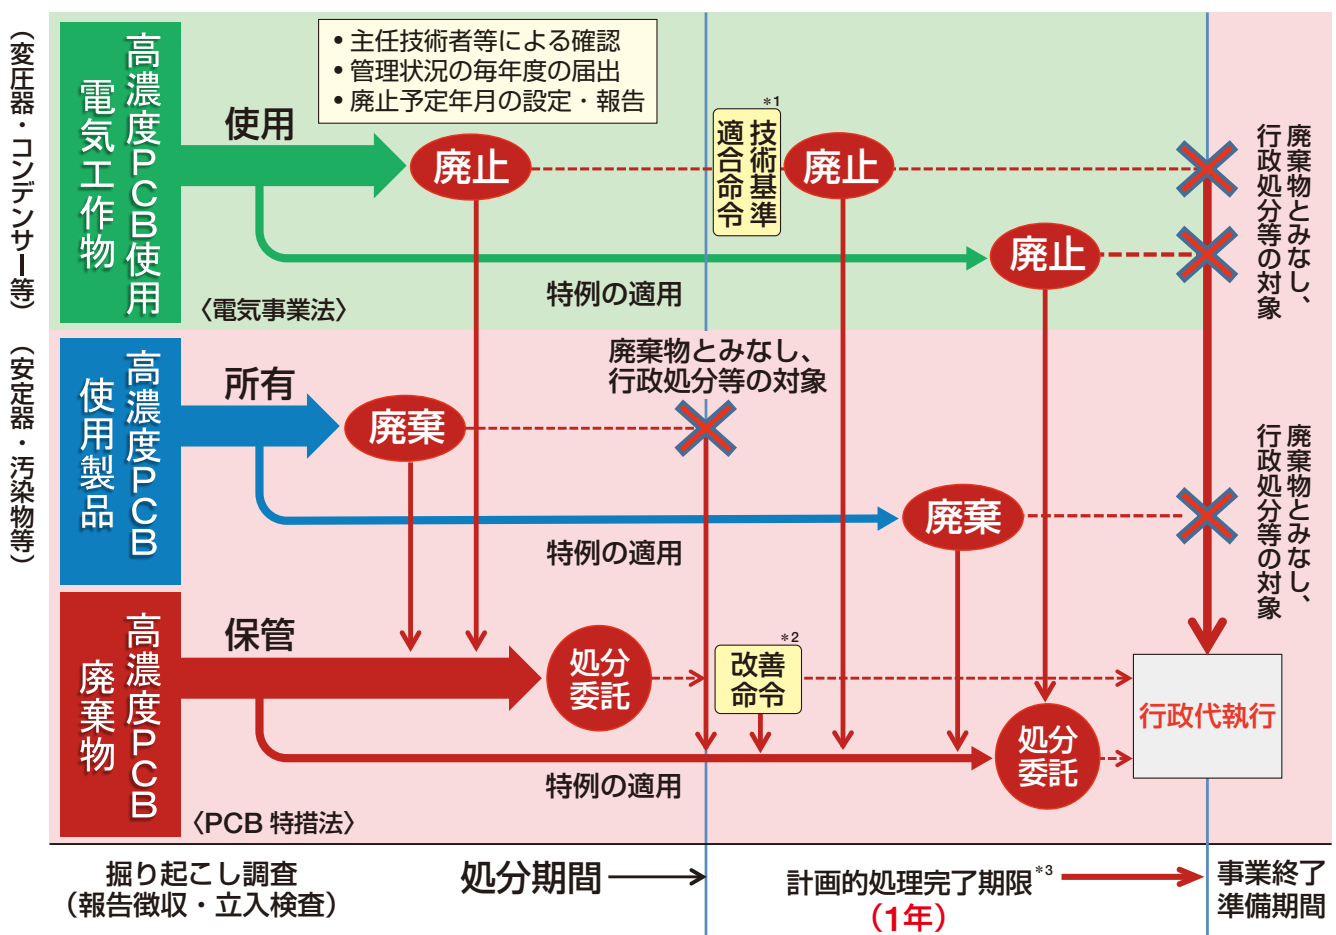 （変圧器・コンデンサー等）
高濃度PCB使用
電気工作物
使用
• 主任技術者等による確認
• 管理状況の毎年度の届出
• 廃止予定年月の設定・報告
廃止
*1
技術基準
適合命令
廃止
廃止
特例の適用
〈電気事業法〉
廃棄物とみなし、
行政処分等の対象
（安定器・汚染物等）
高濃度PCB
使用製品
所有
廃棄
廃棄物とみなし、
行政処分等の対象
廃棄
特例の適用
廃棄物とみなし、
行政処分等の対象
高濃度PCB
廃棄物
保管
処分
委託
*2
改善
命令
処分
委託
行政代執行
特例の適用
〈PCB 特措法〉
掘り起こし調査
（報告徴収・立入検査）
処分期間
計画的処理完了期限*3
（1年）
事業終了
準備期間